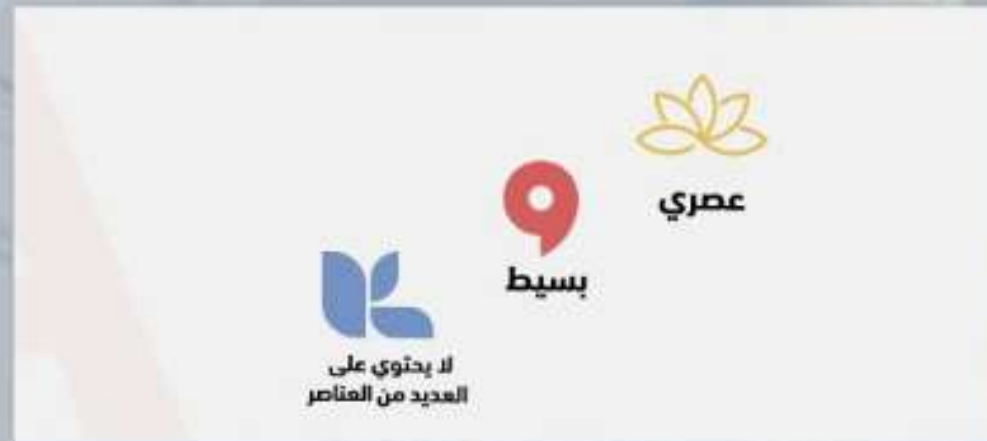 عصري
بسيط
لا يحتوي على
العديد من العناصر